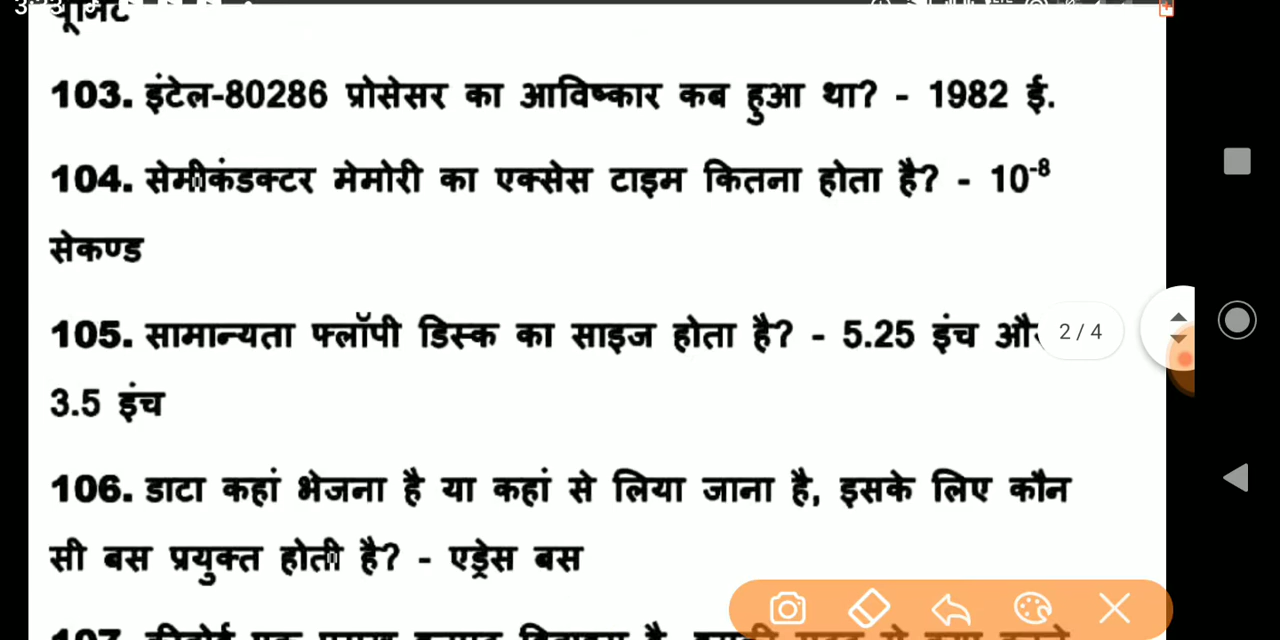 यूनिट
103. इंटेल-80286 प्रोसेसर का आविष्कार कब हुआ था? - 1982 ई.
104. सेमीकंडक्टर मेमोरी का एक्सेस टाइम कितना होता है? - 10⁻⁸
सेकण्ड
105. सामान्यता फ्लॉपी डिस्क का साइज होता है? - 5.25 इंच और
2 / 4
3.5 इंच
106. डाटा कहां भेजना है या कहां से लिया जाना है, इसके लिए कौन
सी बस प्रयुक्त होती है? - एड्रेस बस